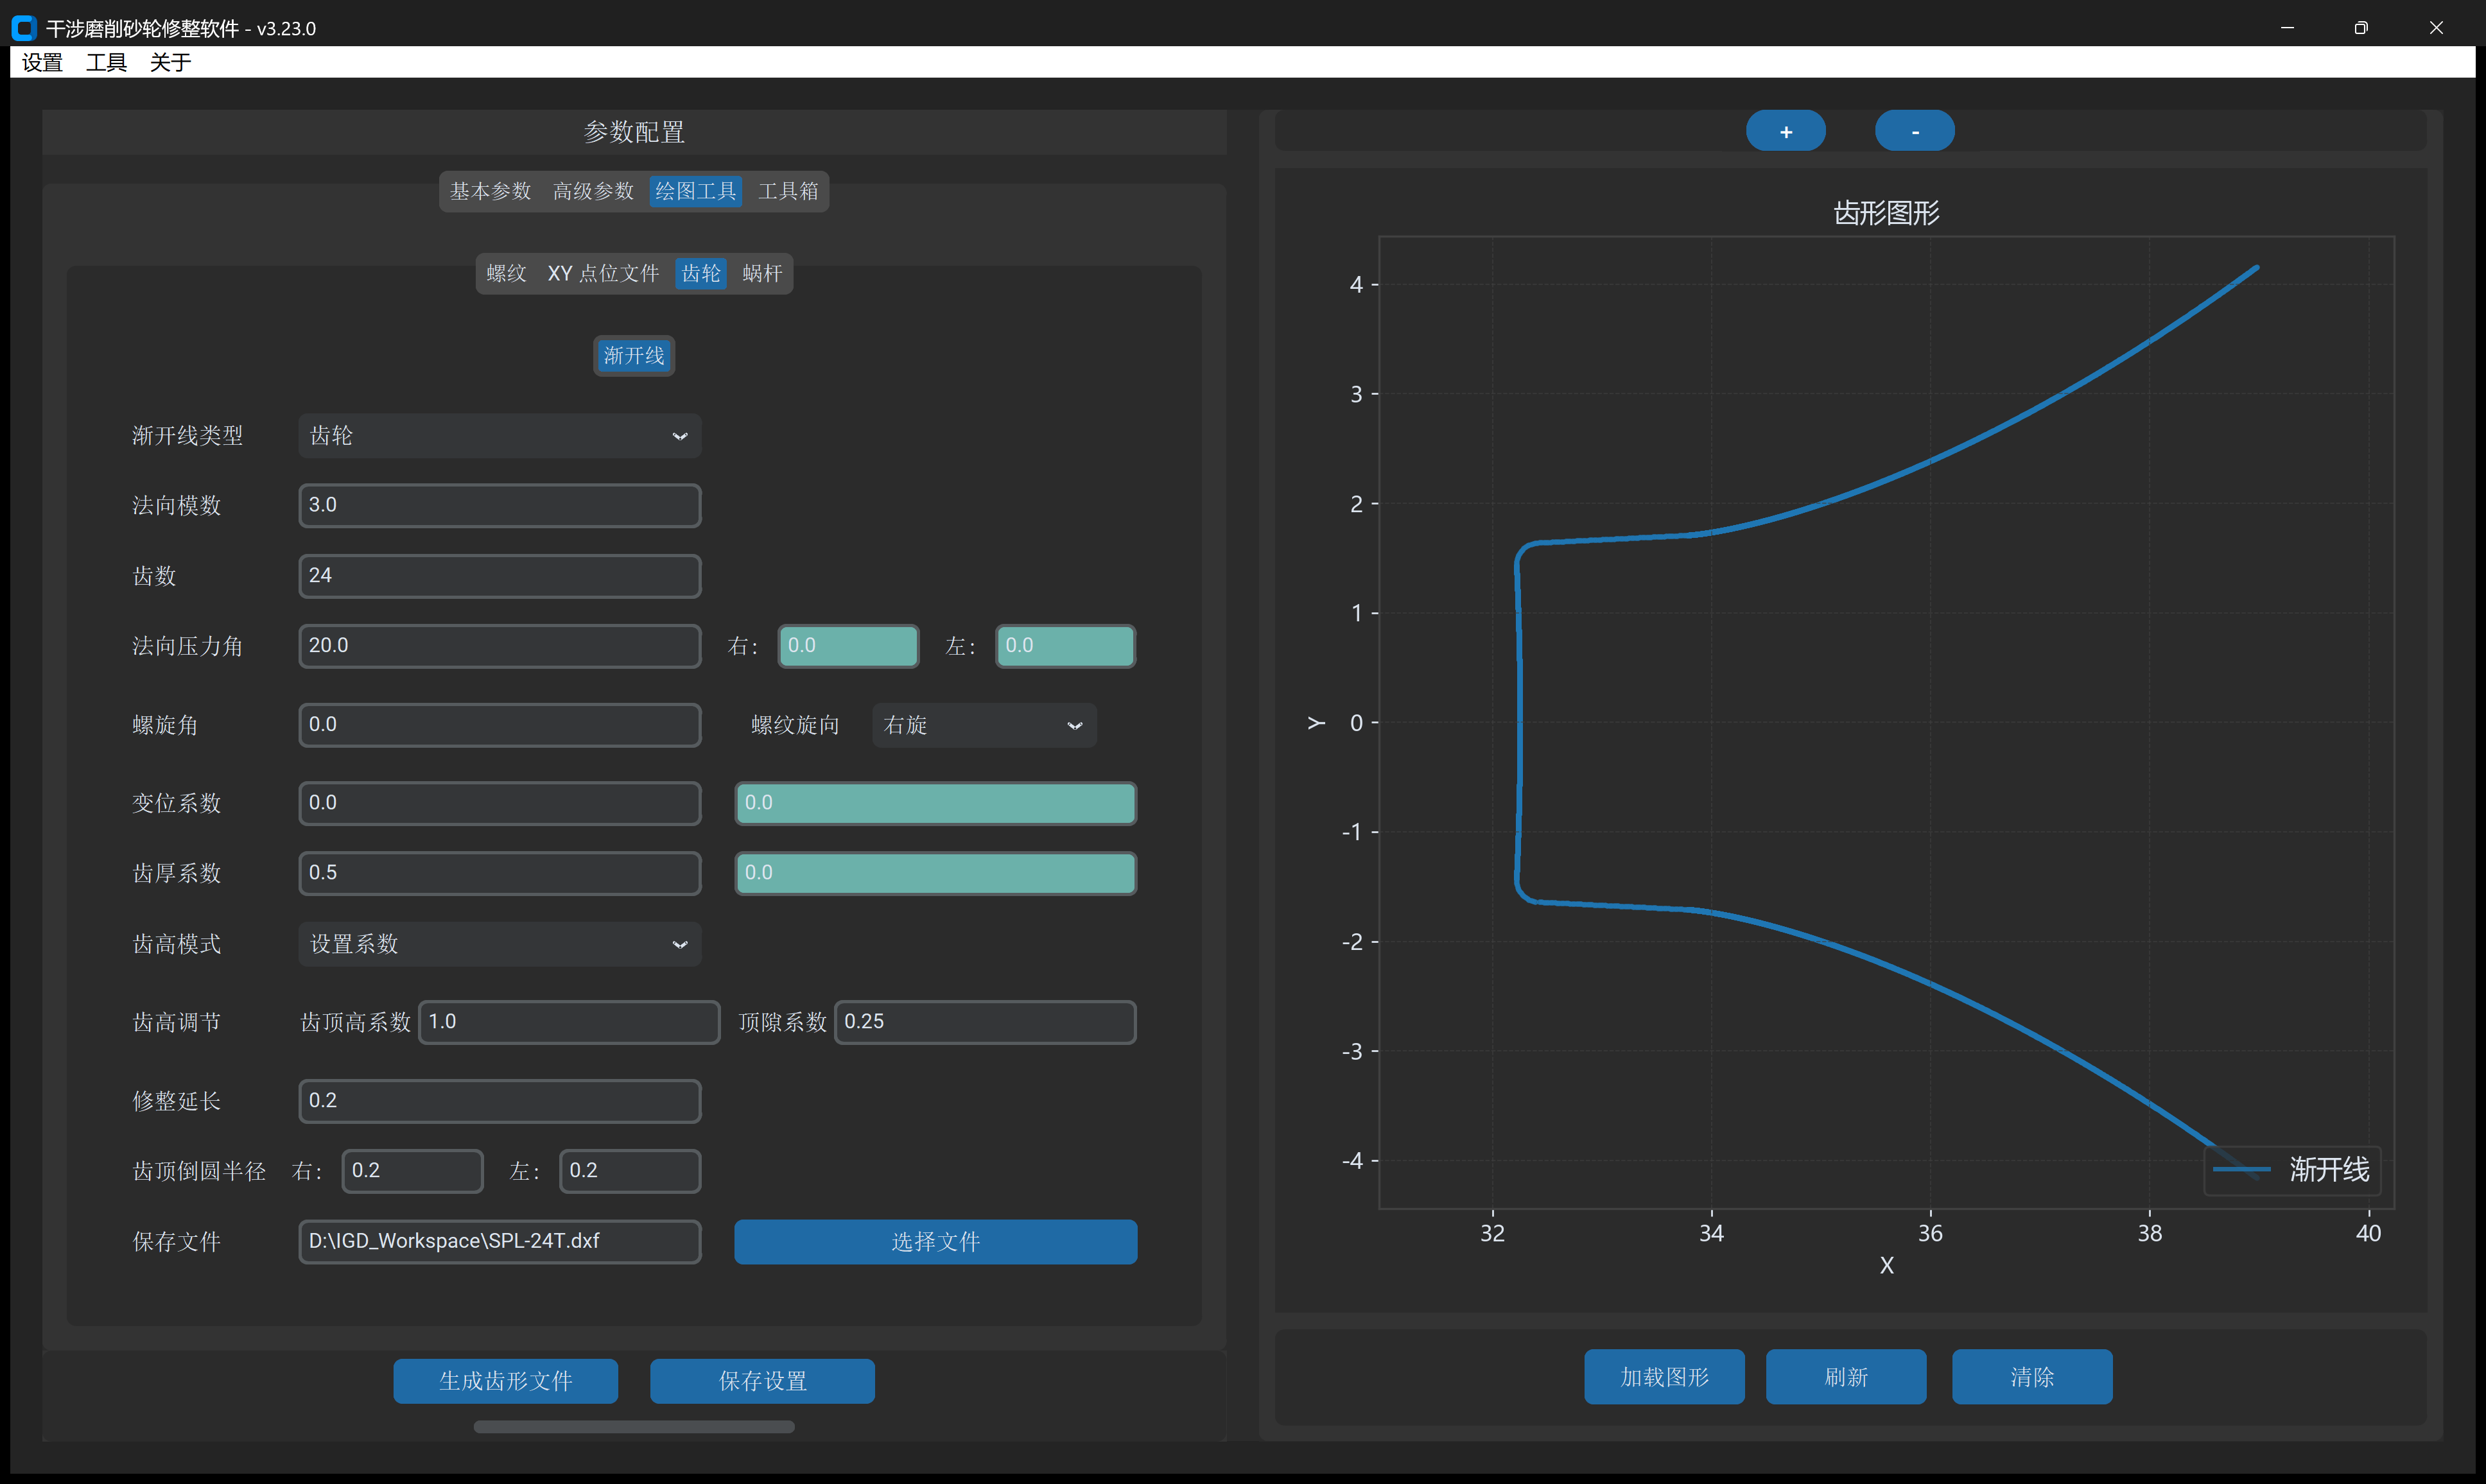 干涉磨削砂轮修整软件 - v3.23.0
设置 工具 关于
参数配置
基本参数 高级参数 绘图工具 工具箱
螺纹 XY 点位文件 齿轮 蜗杆
渐开线
渐开线类型 齿轮
法向模数 3.0
齿数 24
法向压力角 20.0 右： 0.0 左： 0.0
螺旋角 0.0 螺纹旋向 右旋
变位系数 0.0 0.0
齿厚系数 0.5 0.0
齿高模式 设置系数
齿高调节 齿顶高系数 1.0 顶隙系数 0.25
修整延长 0.2
齿顶倒圆半径 右： 0.2 左： 0.2
保存文件 D:\IGD_Workspace\SPL-24T.dxf 选择文件
生成齿形文件 保存设置
+ -
齿形图形
4
3
2
1
Y 0
-1
-2
-3
-4
渐开线
32 34 36 38 40
X
加载图形 刷新 清除